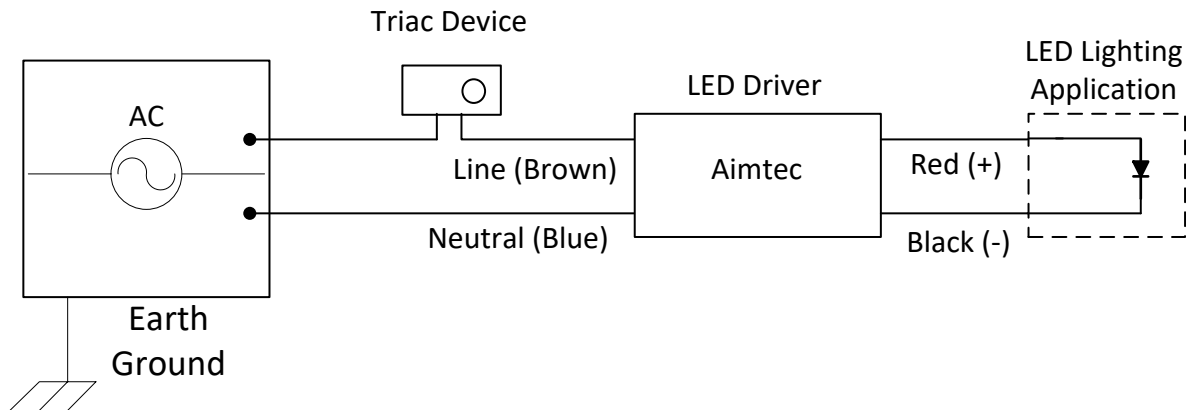 Triac Device
AC
Line (Brown)
Neutral (Blue)
Earth
Ground
LED Driver
Aimtec
Red (+)
Black (-)
LED Lighting
Application